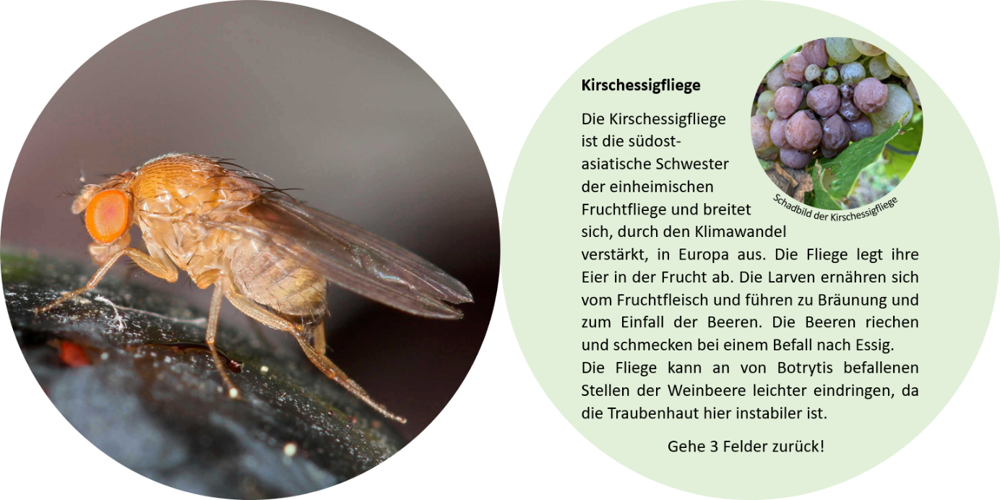 Kirschessigfliege
Die Kirschessigfliege
ist die südost-
asiatische Schwester
der einheimischen
Fruchtfliege und breitet
sich, durch den Klimawandel
verstärkt, in Europa aus. Die Fliege legt ihre
Eier in der Frucht ab. Die Larven ernähren sich
vom Fruchtfleisch und führen zu Bräunung und
zum Einfall der Beeren. Die Beeren riechen
und schmecken bei einem Befall nach Essig.
Die Fliege kann an von Botrytis befallenen
Stellen der Weinbeere leichter eindringen, da
die Traubenhaut hier instabiler ist.
Gehe 3 Felder zurück!
Schadbild der Kirschessigfliege